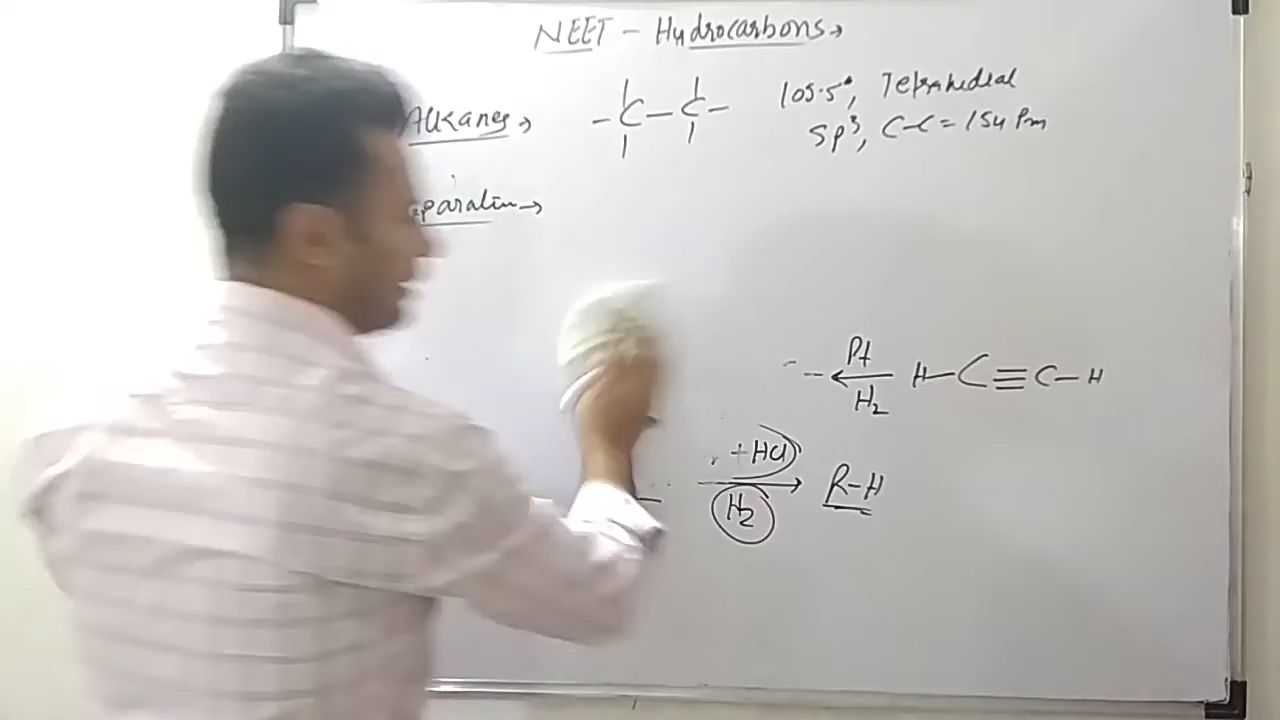 NEET - Hydrocarbons→
Alkanes→ -C-C- 105.5°, Tetrahedral
Sp³, C-C = 154 Pm
paration→
Pt
← H-C≡C-H
H₂
+HCl
→ R-H
H₂